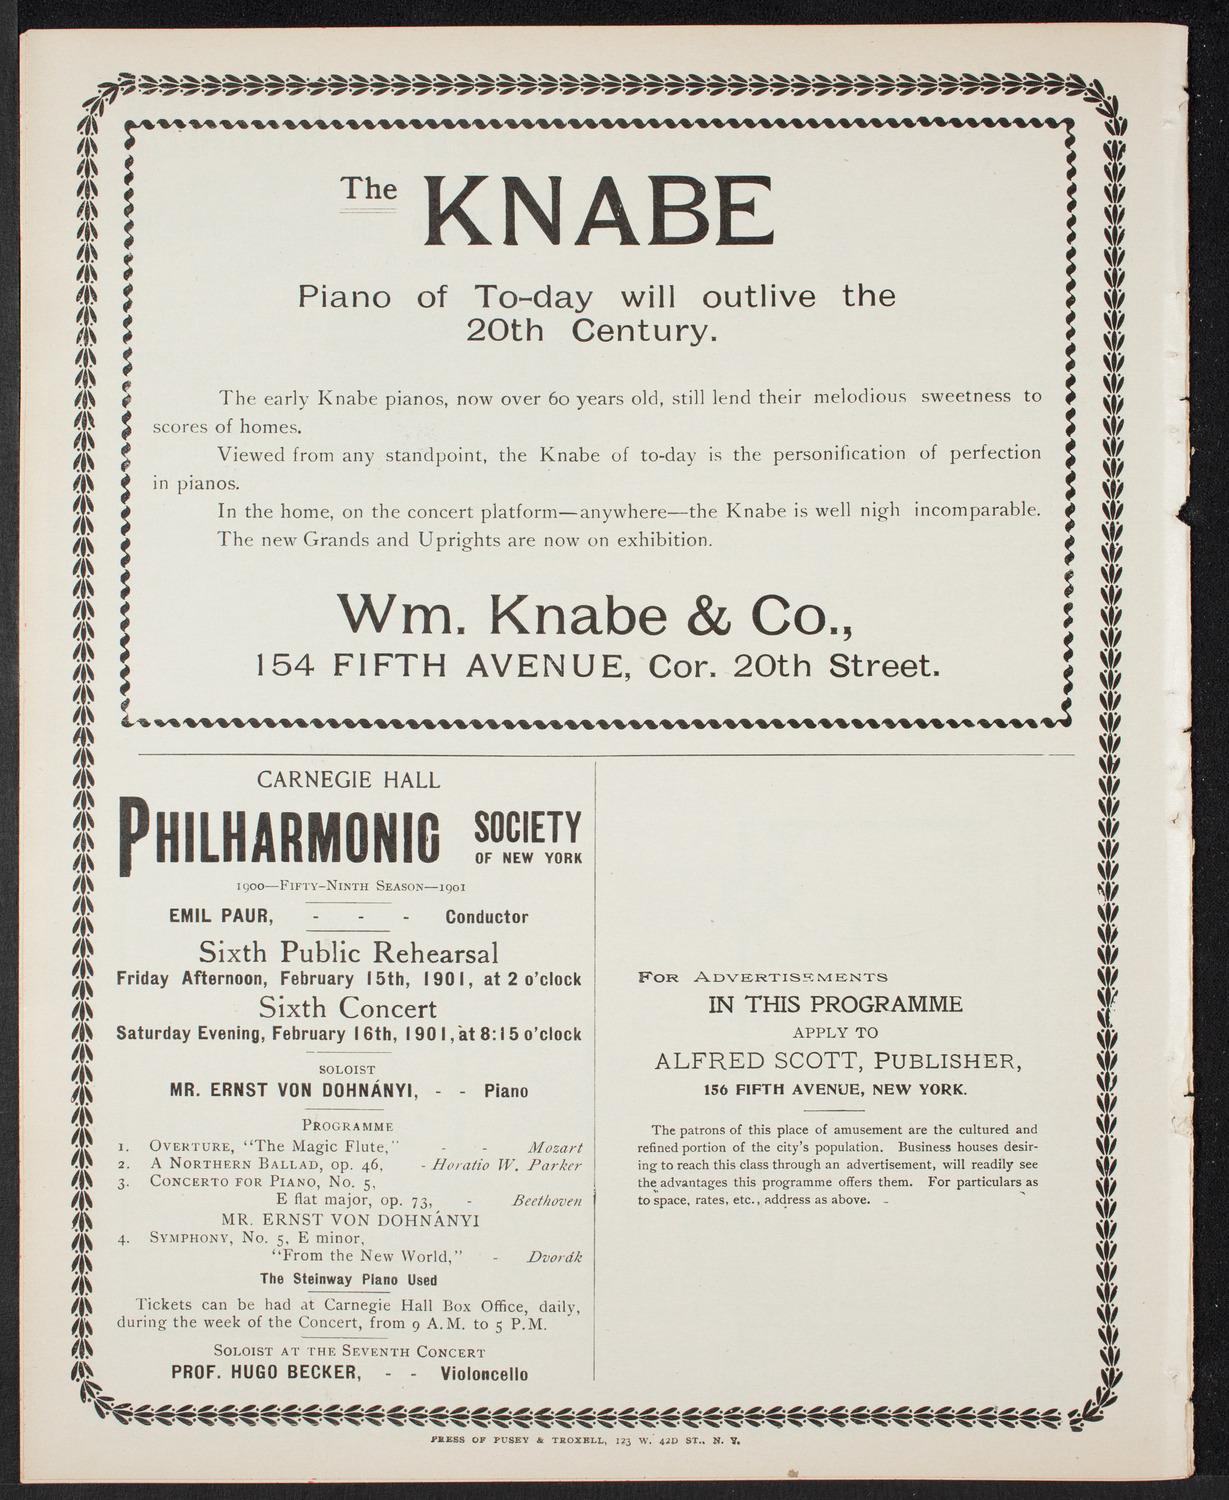 The KNABE
Piano of To-day will outlive the
20th Century.
The early Knabe pianos, now over 60 years old, still lend their melodious sweetness to
scores of homes.
Viewed from any standpoint, the Knabe of to-day is the personification of perfection
in pianos.
In the home, on the concert platform—anywhere—the Knabe is well nigh incomparable.
The new Grands and Uprights are now on exhibition.
Wm. Knabe & Co.,
154 FIFTH AVENUE, Cor. 20th Street.
CARNEGIE HALL
PHILHARMONIC SOCIETY
OF NEW YORK
1900—FIFTY-NINTH SEASON—1901
EMIL PAUR, - - - Conductor
Sixth Public Rehearsal
Friday Afternoon, February 15th, 1901, at 2 o'clock
Sixth Concert
Saturday Evening, February 16th, 1901, at 8:15 o'clock
SOLOIST
MR. ERNST VON DOHNÁNYI, - - Piano
PROGRAMME
1. OVERTURE, "The Magic Flute," - - Mozart
2. A NORTHERN BALLAD, op. 46, - Horatio W. Parker
3. CONCERTO FOR PIANO, NO. 5,
E flat major, op. 73, - Beethoven
MR. ERNST VON DOHNÁNYI
4. SYMPHONY, NO. 5, E minor,
"From the New World," - Dvorák
The Steinway Piano Used
Tickets can be had at Carnegie Hall Box Office, daily,
during the week of the Concert, from 9 A.M. to 5 P.M.
SOLOIST AT THE SEVENTH CONCERT
PROF. HUGO BECKER, - - Violoncello
FOR ADVERTISEMENTS
IN THIS PROGRAMME
APPLY TO
ALFRED SCOTT, PUBLISHER,
156 FIFTH AVENUE, NEW YORK.
The patrons of this place of amusement are the cultured and
refined portion of the city's population. Business houses desir-
ing to reach this class through an advertisement, will readily see
the advantages this programme offers them. For particulars as
to space, rates, etc., address as above.
PRESS OF PUSEY & TROXELL, 123 W. 42D ST., N. Y.